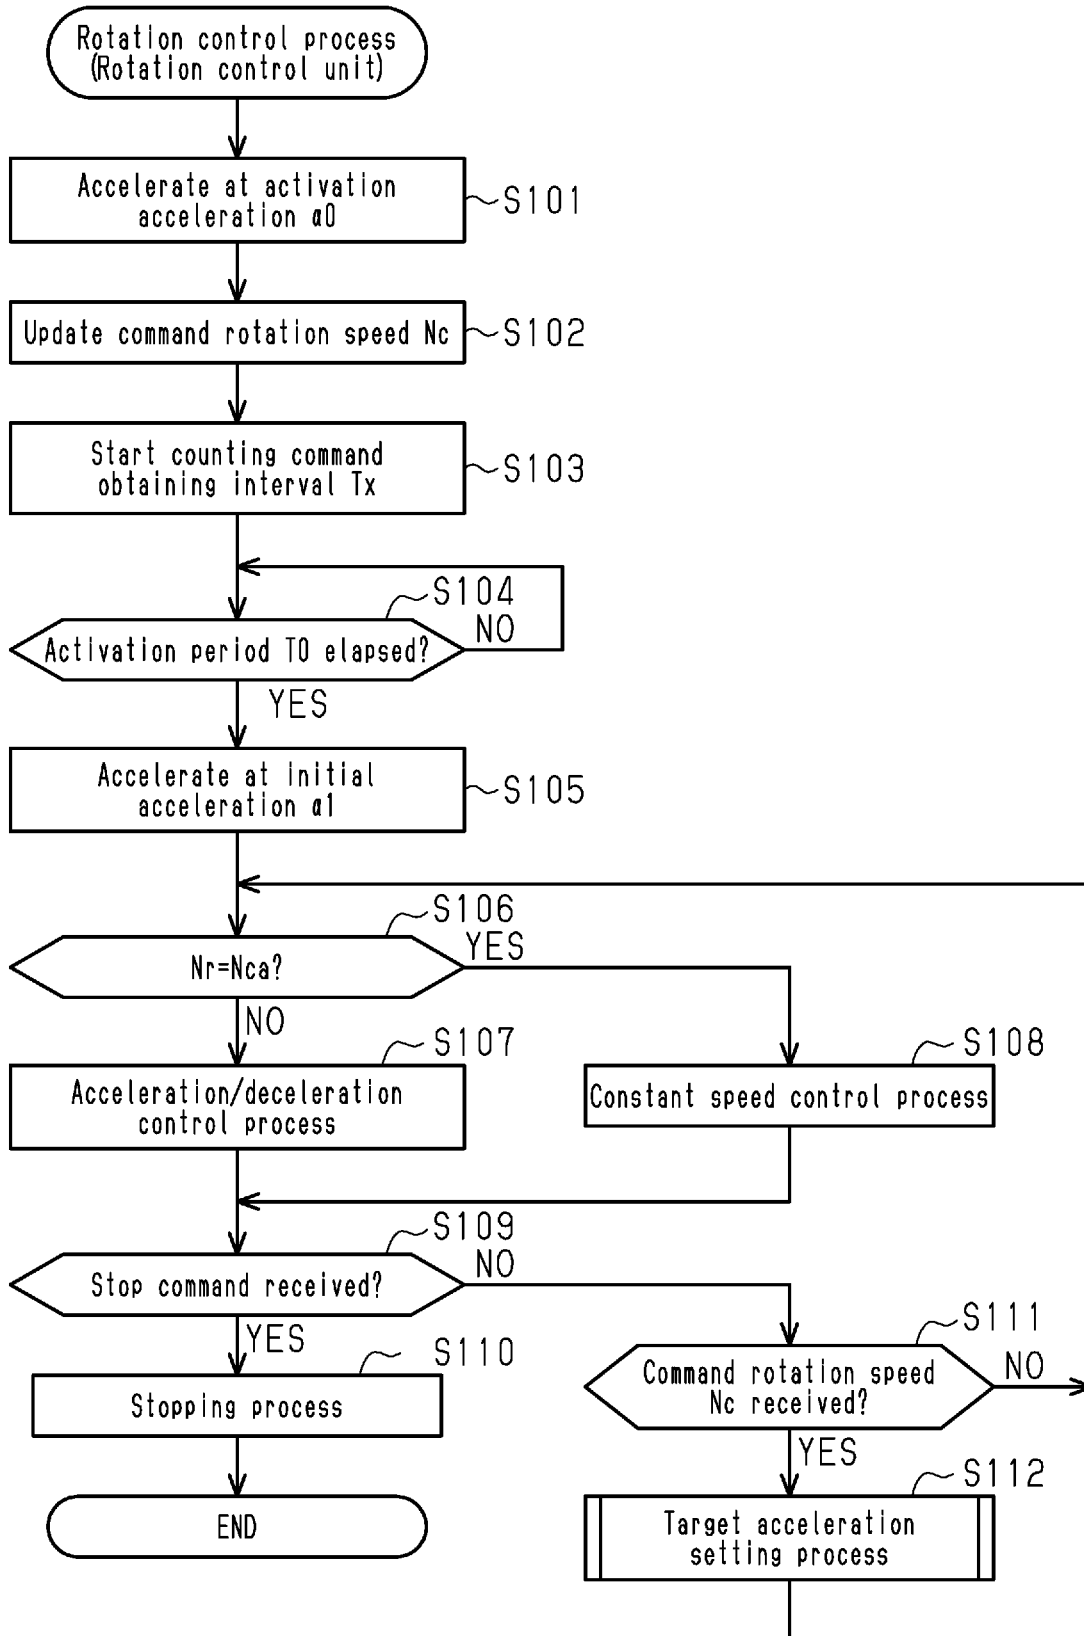 Rotation control process
(Rotation control unit)
Accelerate at activation
acceleration α0
S101
Update command rotation speed Nc
S102
Start counting command
obtaining interval Tx
S103
S104
NO
Activation period T0 elapsed?
YES
Accelerate at initial
acceleration α1
S105
S106
YES
Nr=Nca?
NO
S107
Acceleration/deceleration
control process
S108
Constant speed control process
S109
NO
Stop command received?
YES
S110
Stopping process
END
S111
NO
Command rotation speed
Nc received?
YES
S112
Target acceleration
setting process